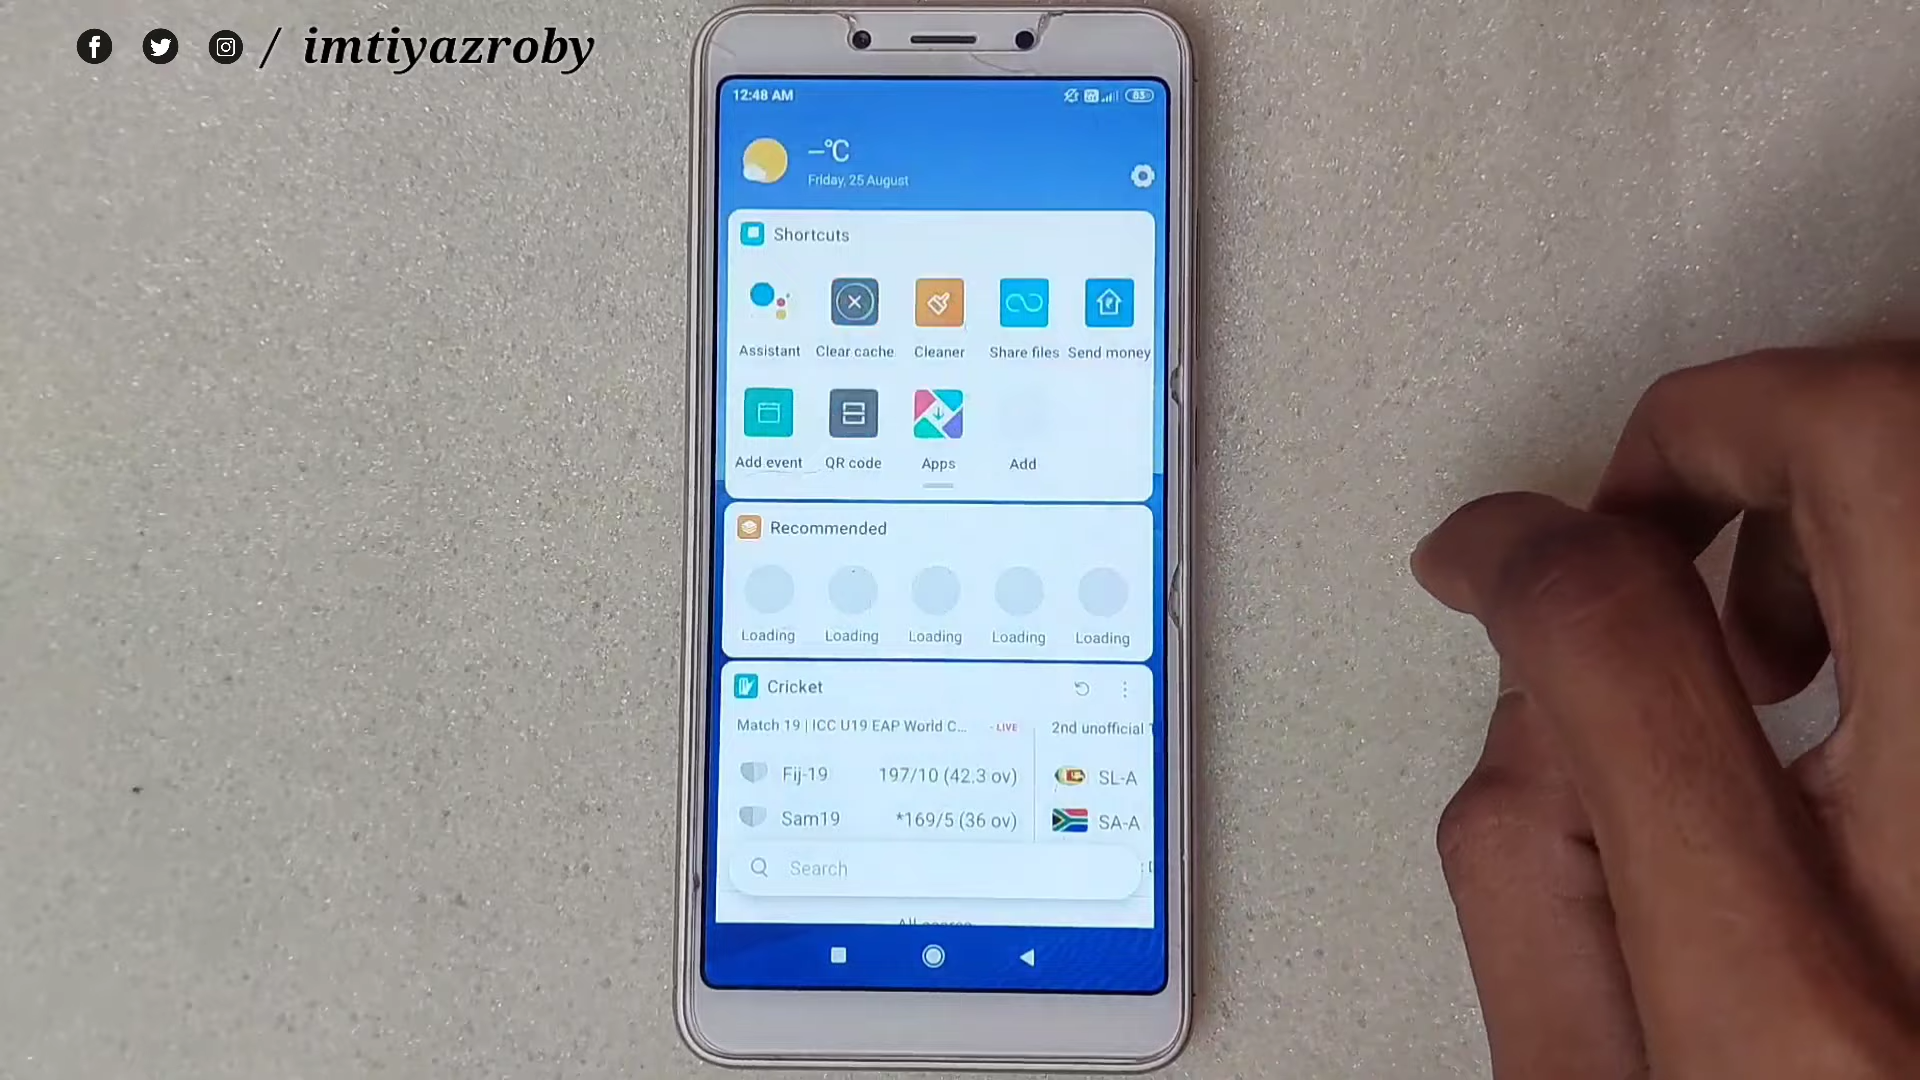 / imtiyazroby
12:48 AM
83
–°C
Friday, 25 August
Shortcuts
Assistant Clear cache Cleaner Share files Send money
Add event QR code Apps Add
Recommended
Loading Loading Loading Loading Loading
Cricket
Match 19 | ICC U19 EAP World C... - LIVE 2nd unofficial
Fij-19 197/10 (42.3 ov) SL-A
Sam19 *169/5 (36 ov) SA-A
Search